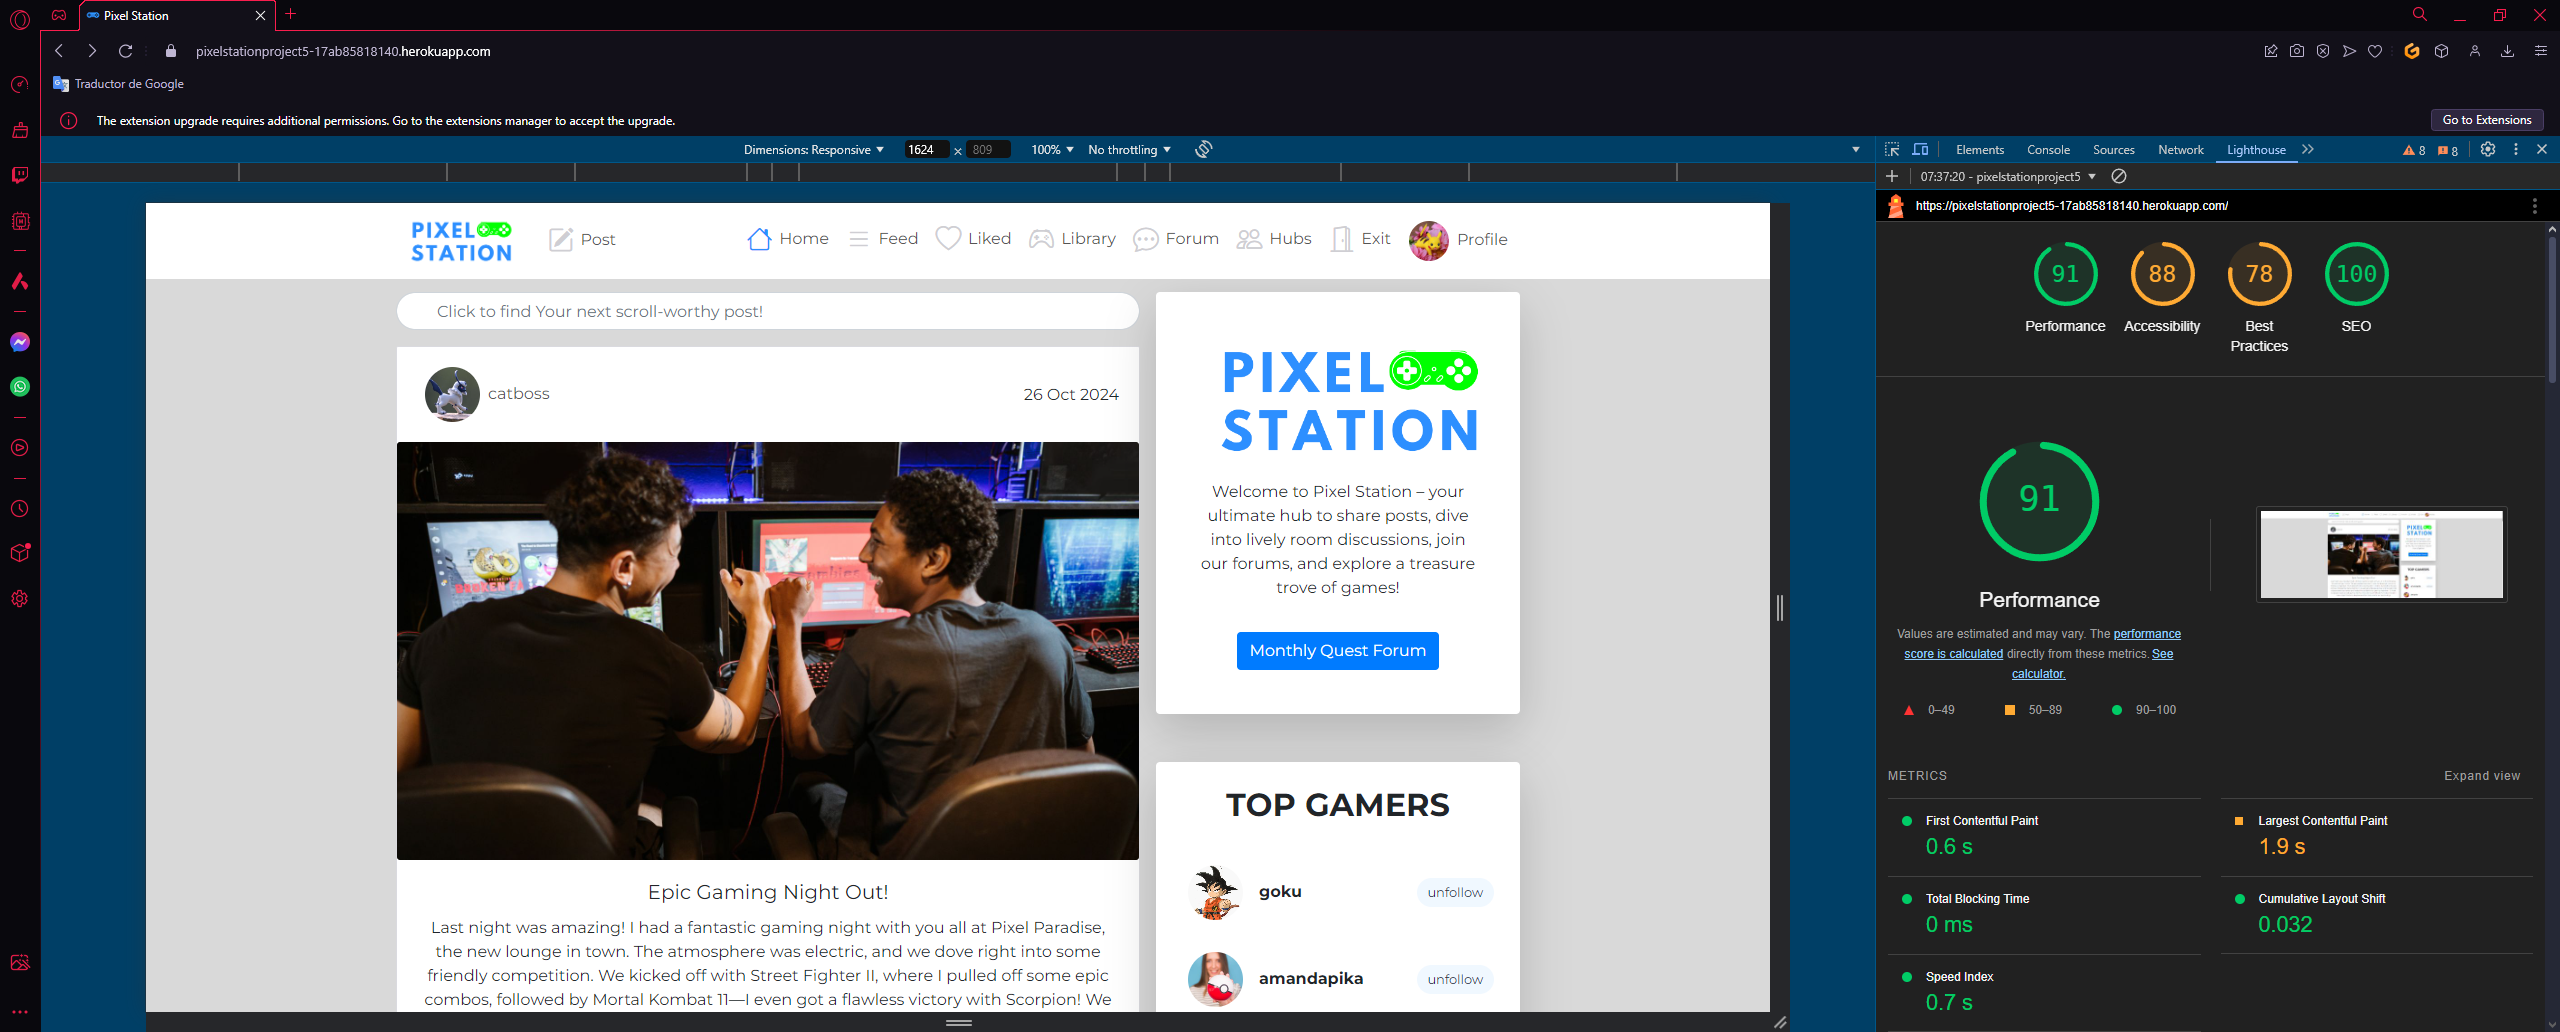 Pixel Station
pixelstationproject5-17ab85818140.herokuapp.com
Traductor de Google
The extension upgrade requires additional permissions. Go to the extensions manager to accept the upgrade.
Go to Extensions
Dimensions: Responsive
1624 × 809
100%
No throttling
Elements
Console
Sources
Network
Lighthouse
8
8
07:37:20 - pixelstationproject5
https://pixelstationproject5-17ab85818140.herokuapp.com/
PIXEL
STATION
Post
Home
Feed
Liked
Library
Forum
Hubs
Exit
Profile
Click to find Your next scroll-worthy post!
catboss
26 Oct 2024
Epic Gaming Night Out!
Last night was amazing! I had a fantastic gaming night with you all at Pixel Paradise,
the new lounge in town. The atmosphere was electric, and we dove right into some
friendly competition. We kicked off with Street Fighter II, where I pulled off some epic
combos, followed by Mortal Kombat 11—I even got a flawless victory with Scorpion! We
PIXEL
STATION
Welcome to Pixel Station – your
ultimate hub to share posts, dive
into lively room discussions, join
our forums, and explore a treasure
trove of games!
Monthly Quest Forum
TOP GAMERS
goku
unfollow
amandapika
unfollow
91
88
78
100
Performance
Accessibility
Best
Practices
SEO
91
Performance
Values are estimated and may vary. The performance
score is calculated directly from these metrics. See
calculator.
0–49
50–89
90–100
METRICS
Expand view
First Contentful Paint
0.6 s
Largest Contentful Paint
1.9 s
Total Blocking Time
0 ms
Cumulative Layout Shift
0.032
Speed Index
0.7 s